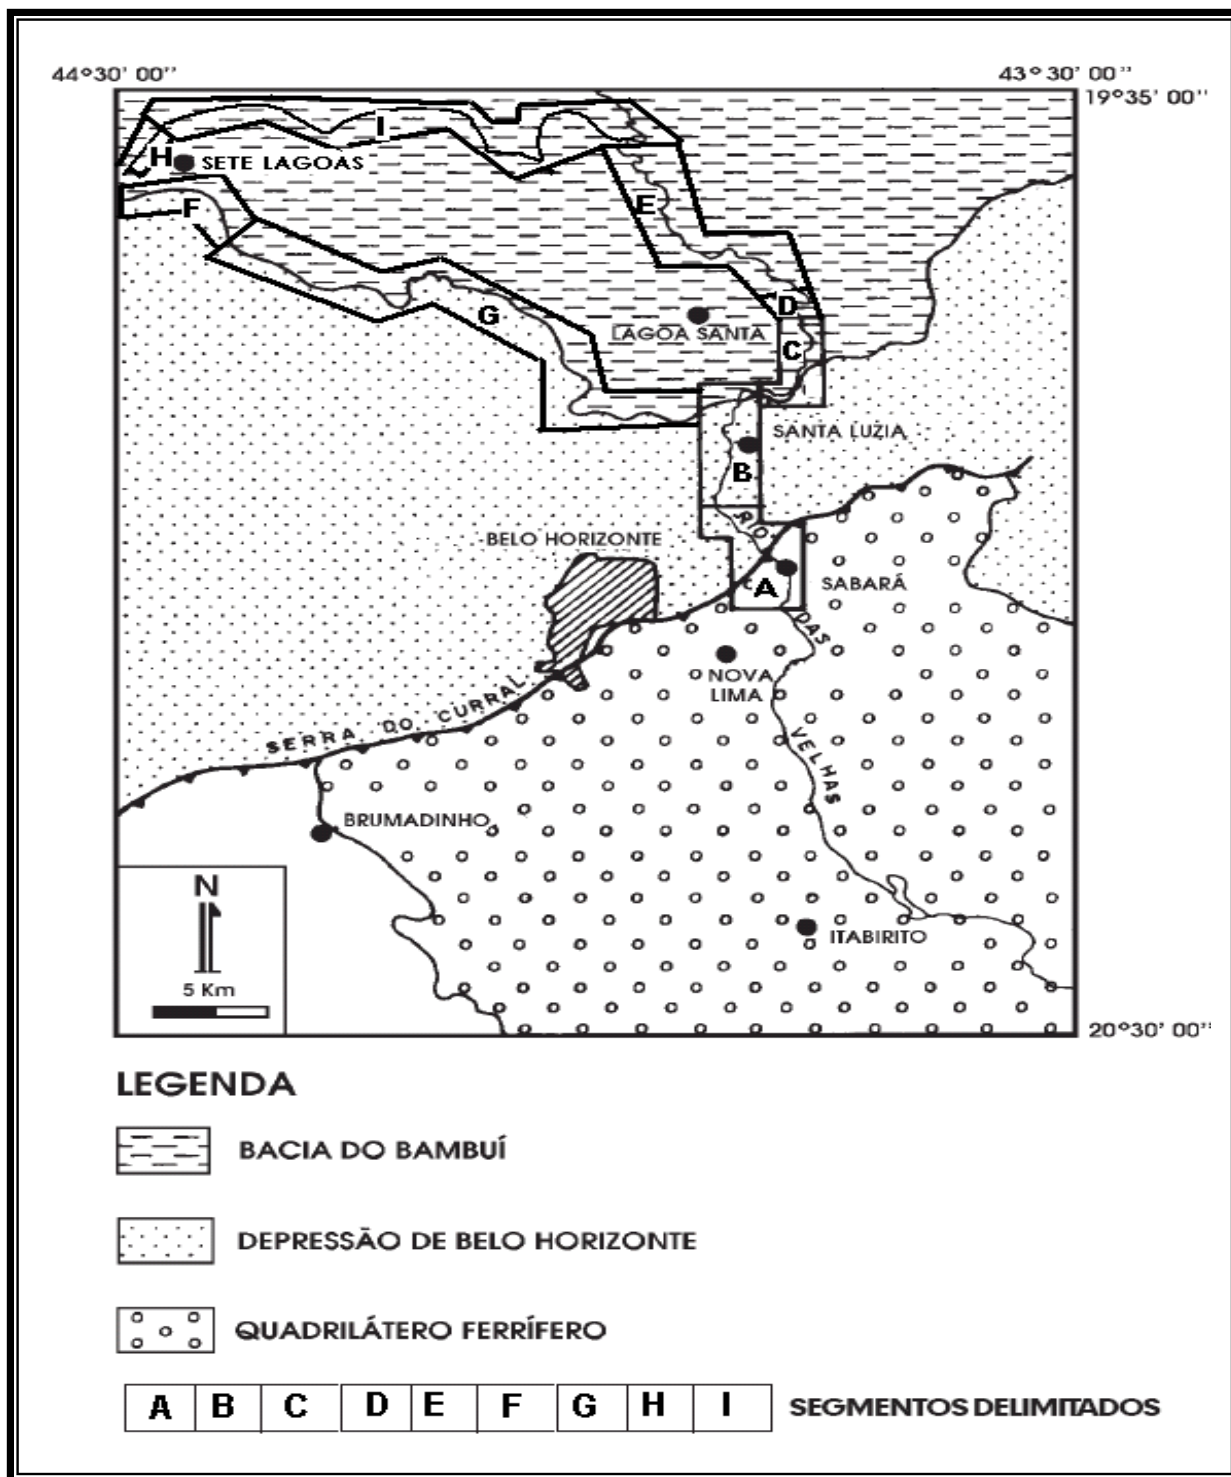 44°30' 00''
43°30' 00''
19°35' 00''
I
H
SETE LAGOAS
F
E
G
D
LAGOA SANTA
C
SANTA LUZIA
B
RIO
BELO HORIZONTE
A
SABARÁ
DAS
NOVA
LIMA
SERRA DO CURRAL
VELHAS
BRUMADINHO
N
ITABIRITO
5 Km
20°30' 00''
LEGENDA
BACIA DO BAMBUÍ
DEPRESSÃO DE BELO HORIZONTE
QUADRILÁTERO FERRÍFERO
A B C D E F G H I SEGMENTOS DELIMITADOS